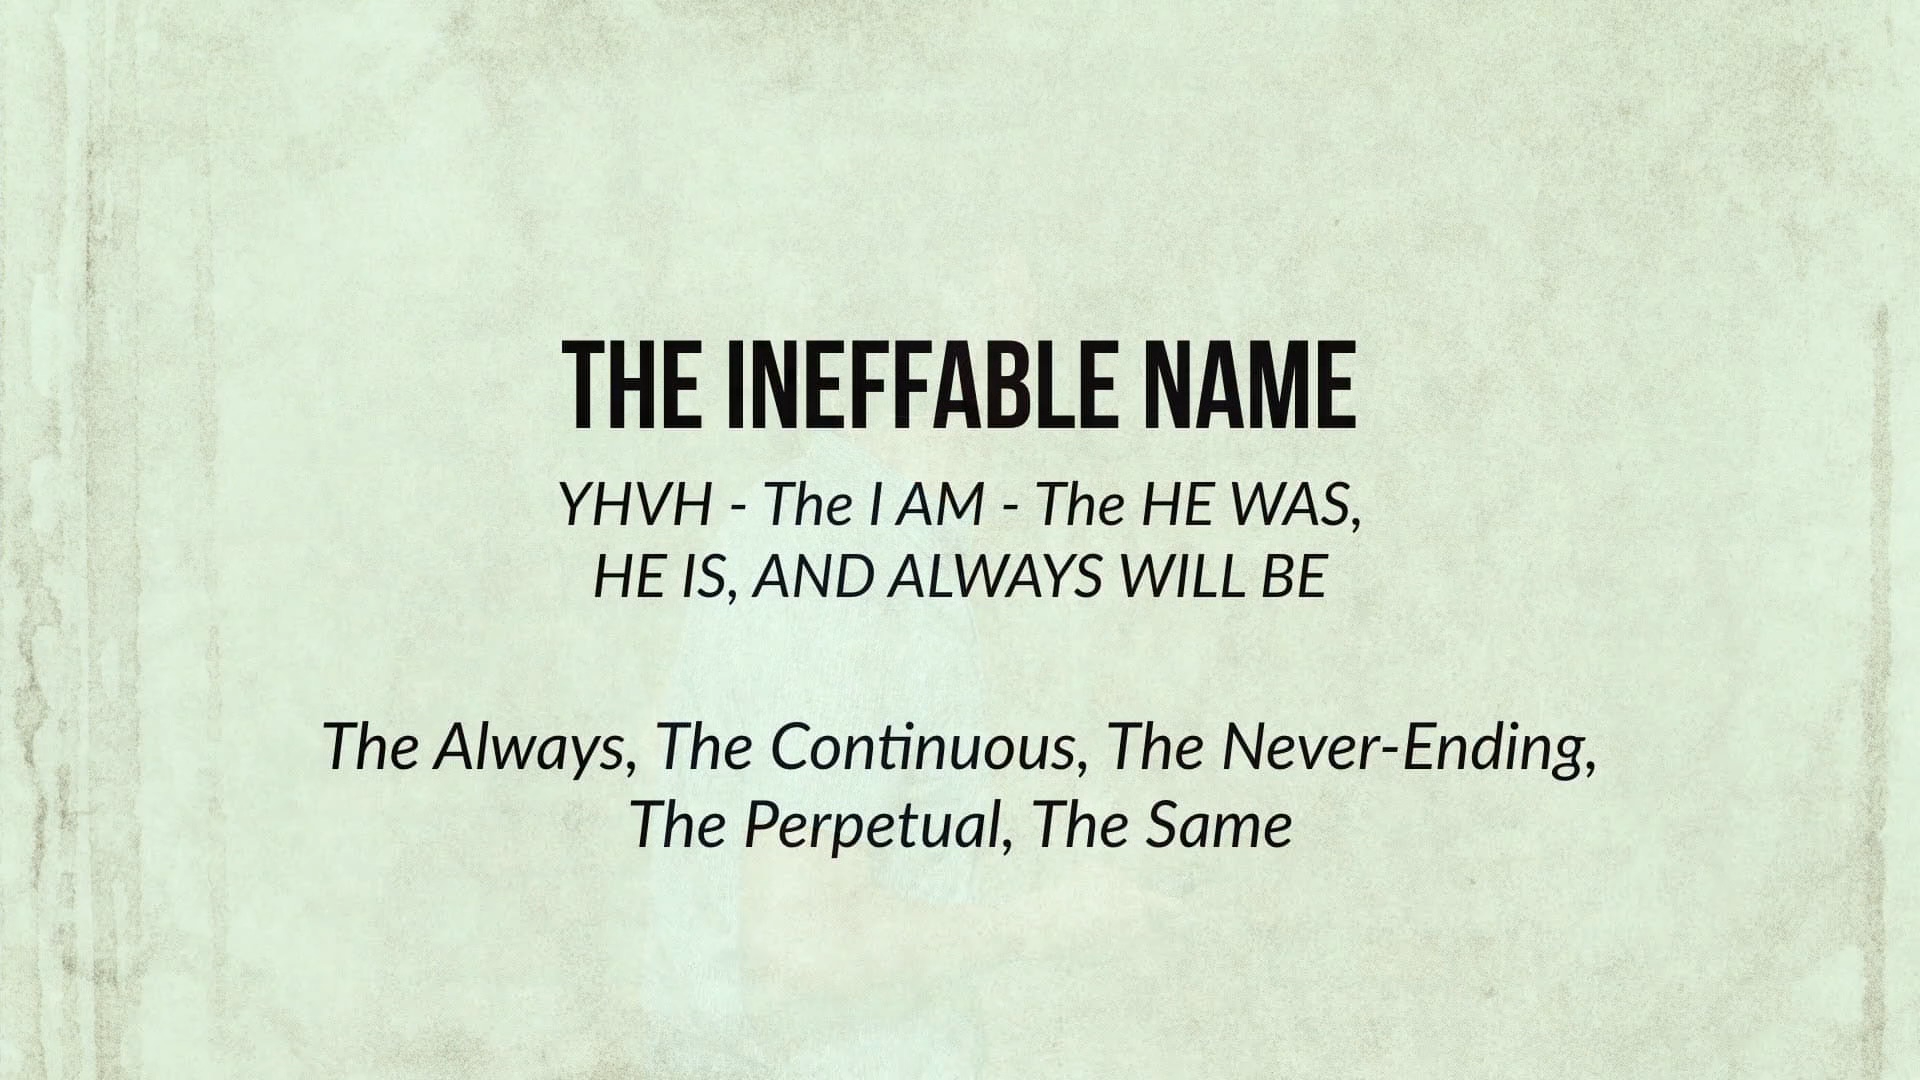 THE INEFFABLE NAME
YHVH - The I AM - The HE WAS,
HE IS, AND ALWAYS WILL BE
The Always, The Continuous, The Never-Ending,
The Perpetual, The Same